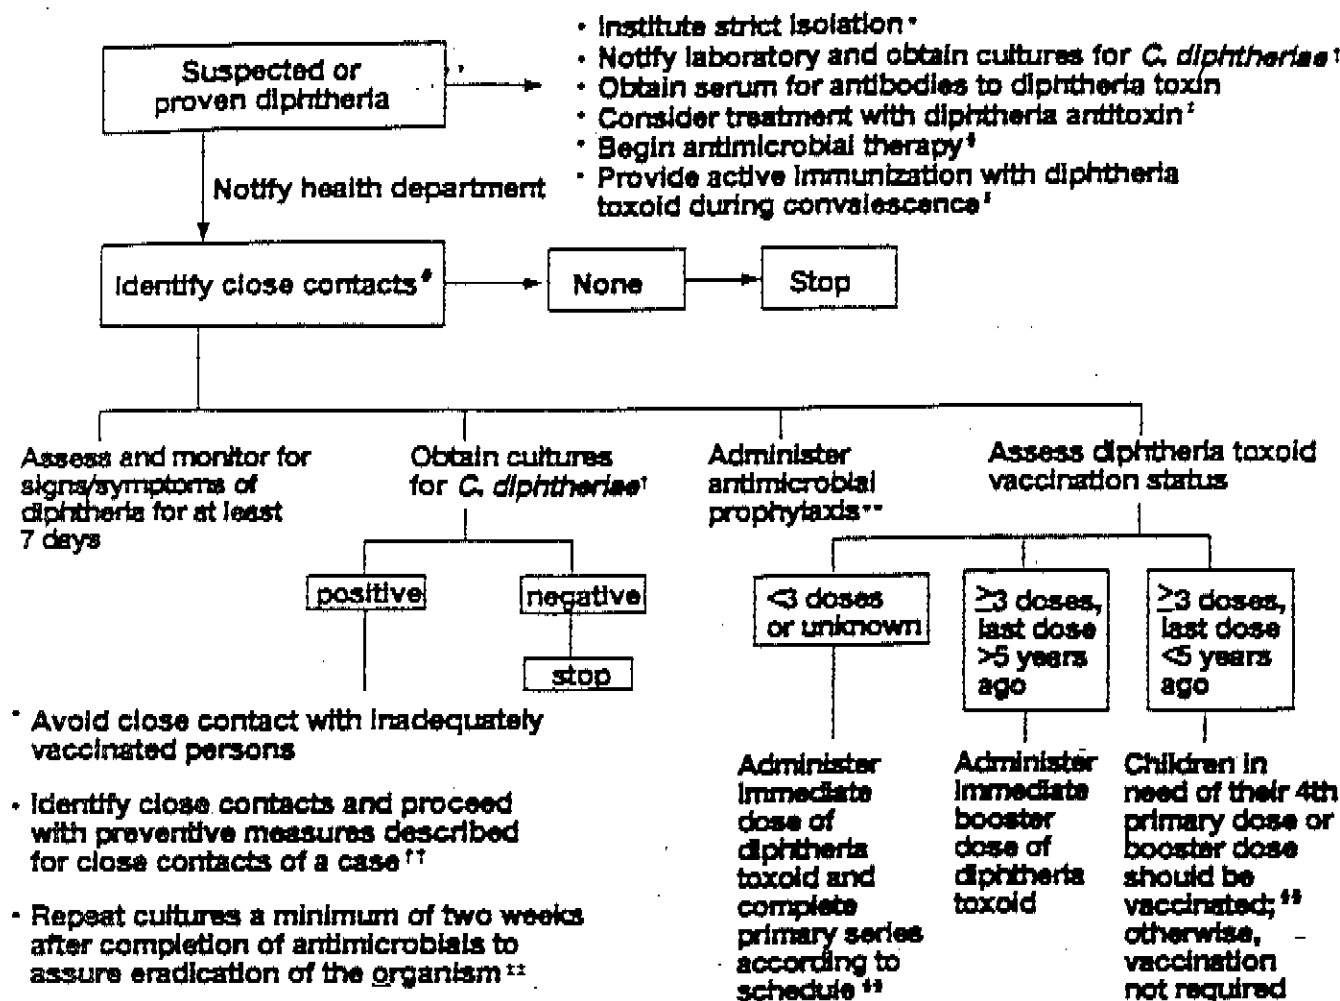 Suspected or
proven diphtheria
• Institute strict isolation*
• Notify laboratory and obtain cultures for C. diphtheriae†
• Obtain serum for antibodies to diphtheria toxin
• Consider treatment with diphtheria antitoxin
• Begin antimicrobial therapy
• Provide active immunization with diphtheria
toxoid during convalescence
Notify health department
Identify close contacts
None
Stop
Assess and monitor for
signs/symptoms of
diphtheria for at least
7 days
Obtain cultures
for C. diphtheriae†
positive
negative
stop
• Avoid close contact with inadequately
vaccinated persons
• Identify close contacts and proceed
with preventive measures described
for close contacts of a case††
• Repeat cultures a minimum of two weeks
after completion of antimicrobials to
assure eradication of the organism‡‡
Administer
antimicrobial
prophylaxis**
Assess diphtheria toxoid
vaccination status
<3 doses
or unknown
≥3 doses,
last dose
>5 years
ago
≥3 doses,
last dose
<5 years
ago
Administer
immediate
dose of
diphtheria
toxoid and
complete
primary series
according to
schedule
Administer
immediate
booster
dose of
diphtheria
toxoid
Children in
need of their 4th
primary dose or
booster dose
should be
vaccinated;
otherwise,
vaccination
not required